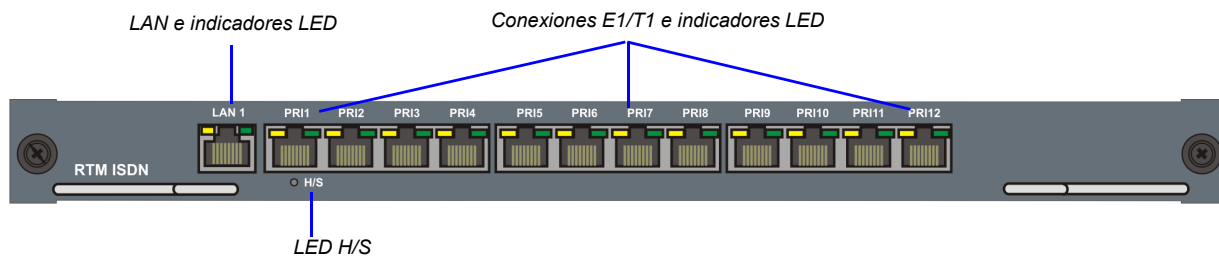 LAN e indicadores LED
Conexiones E1/T1 e indicadores LED
LAN 1 PRI1 PRI2 PRI3 PRI4 PRI5 PRI6 PRI7 PRI8 PRI9 PRI10 PRI11 PRI12
RTM ISDN
H/S
LED H/S